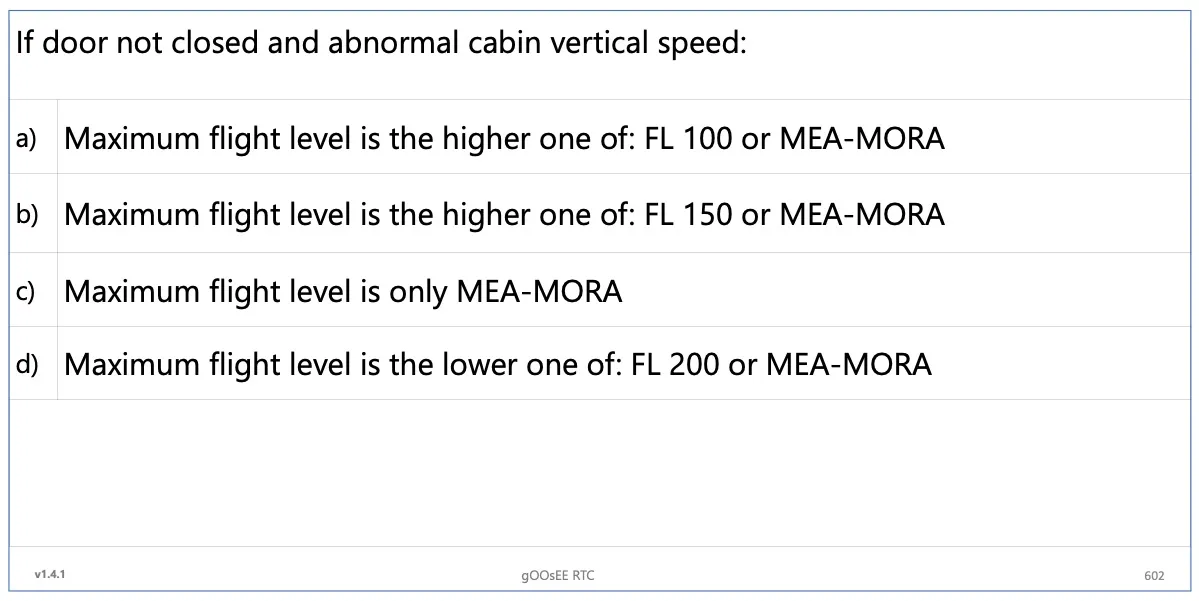 If door not closed and abnormal cabin vertical speed:
a) Maximum flight level is the higher one of: FL 100 or MEA-MORA
b) Maximum flight level is the higher one of: FL 150 or MEA-MORA
c) Maximum flight level is only MEA-MORA
d) Maximum flight level is the lower one of: FL 200 or MEA-MORA
v1.4.1 gOOsEE RTC 602